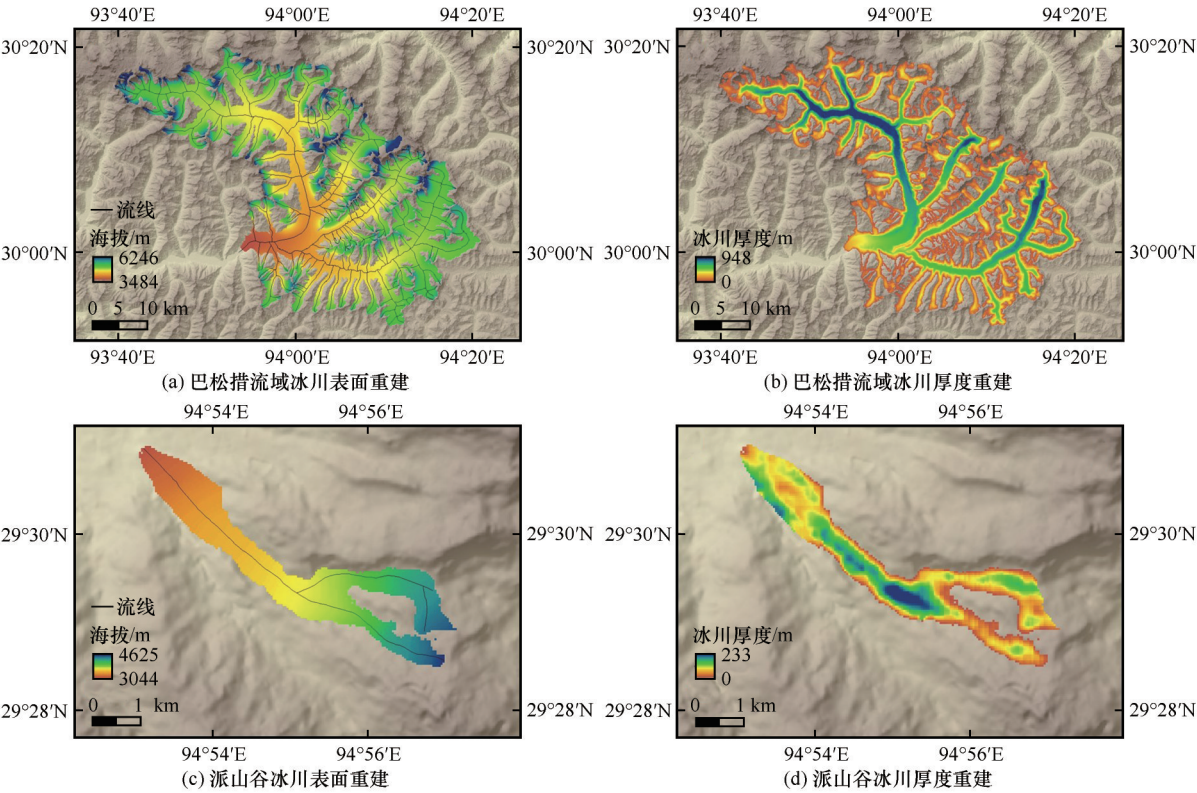 93°40′E 94°00′E 94°20′E
93°40′E 94°00′E 94°20′E
30°20′N 30°20′N 30°20′N 30°20′N
流线
海拔/m
6246
3484
冰川厚度/m
948
0
30°00′N 30°00′N 30°00′N 30°00′N
0 5 10 km
0 5 10 km
93°40′E 94°00′E 94°20′E
93°40′E 94°00′E 94°20′E
(a) 巴松措流域冰川表面重建
(b) 巴松措流域冰川厚度重建
94°54′E 94°56′E
94°54′E 94°56′E
29°30′N 29°30′N 29°30′N 29°30′N
流线
海拔/m
4625
3044
冰川厚度/m
233
0
0 1 km
0 1 km
29°28′N 29°28′N 29°28′N 29°28′N
94°54′E 94°56′E
94°54′E 94°56′E
(c) 派山谷冰川表面重建
(d) 派山谷冰川厚度重建